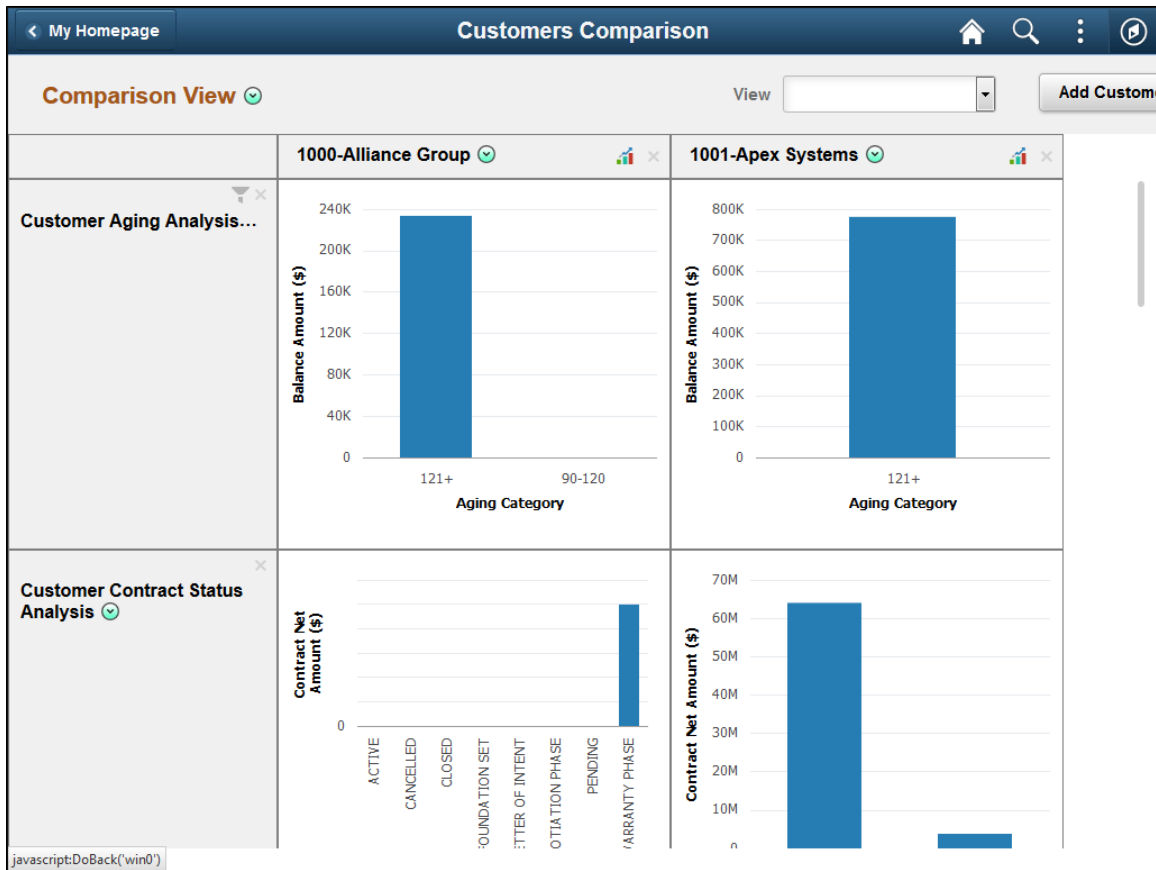 My Homepage
Customers Comparison
Comparison View
View
Add Custome
1000-Alliance Group
1001-Apex Systems
Customer Aging Analysis...
240K
200K
160K
120K
80K
40K
0
Balance Amount ($)
121+
90-120
Aging Category
800K
700K
600K
500K
400K
300K
200K
100K
0
Balance Amount ($)
121+
Aging Category
Customer Contract Status
Analysis
Contract Net
Amount ($)
0
ACTIVE
CANCELLED
CLOSED
FOUNDATION SET
ETTER OF INTENT
OTIATION PHASE
PENDING
WARRANTY PHASE
70M
60M
50M
40M
30M
20M
10M
0
Contract Net Amount ($)
javascript:DoBack('win0')